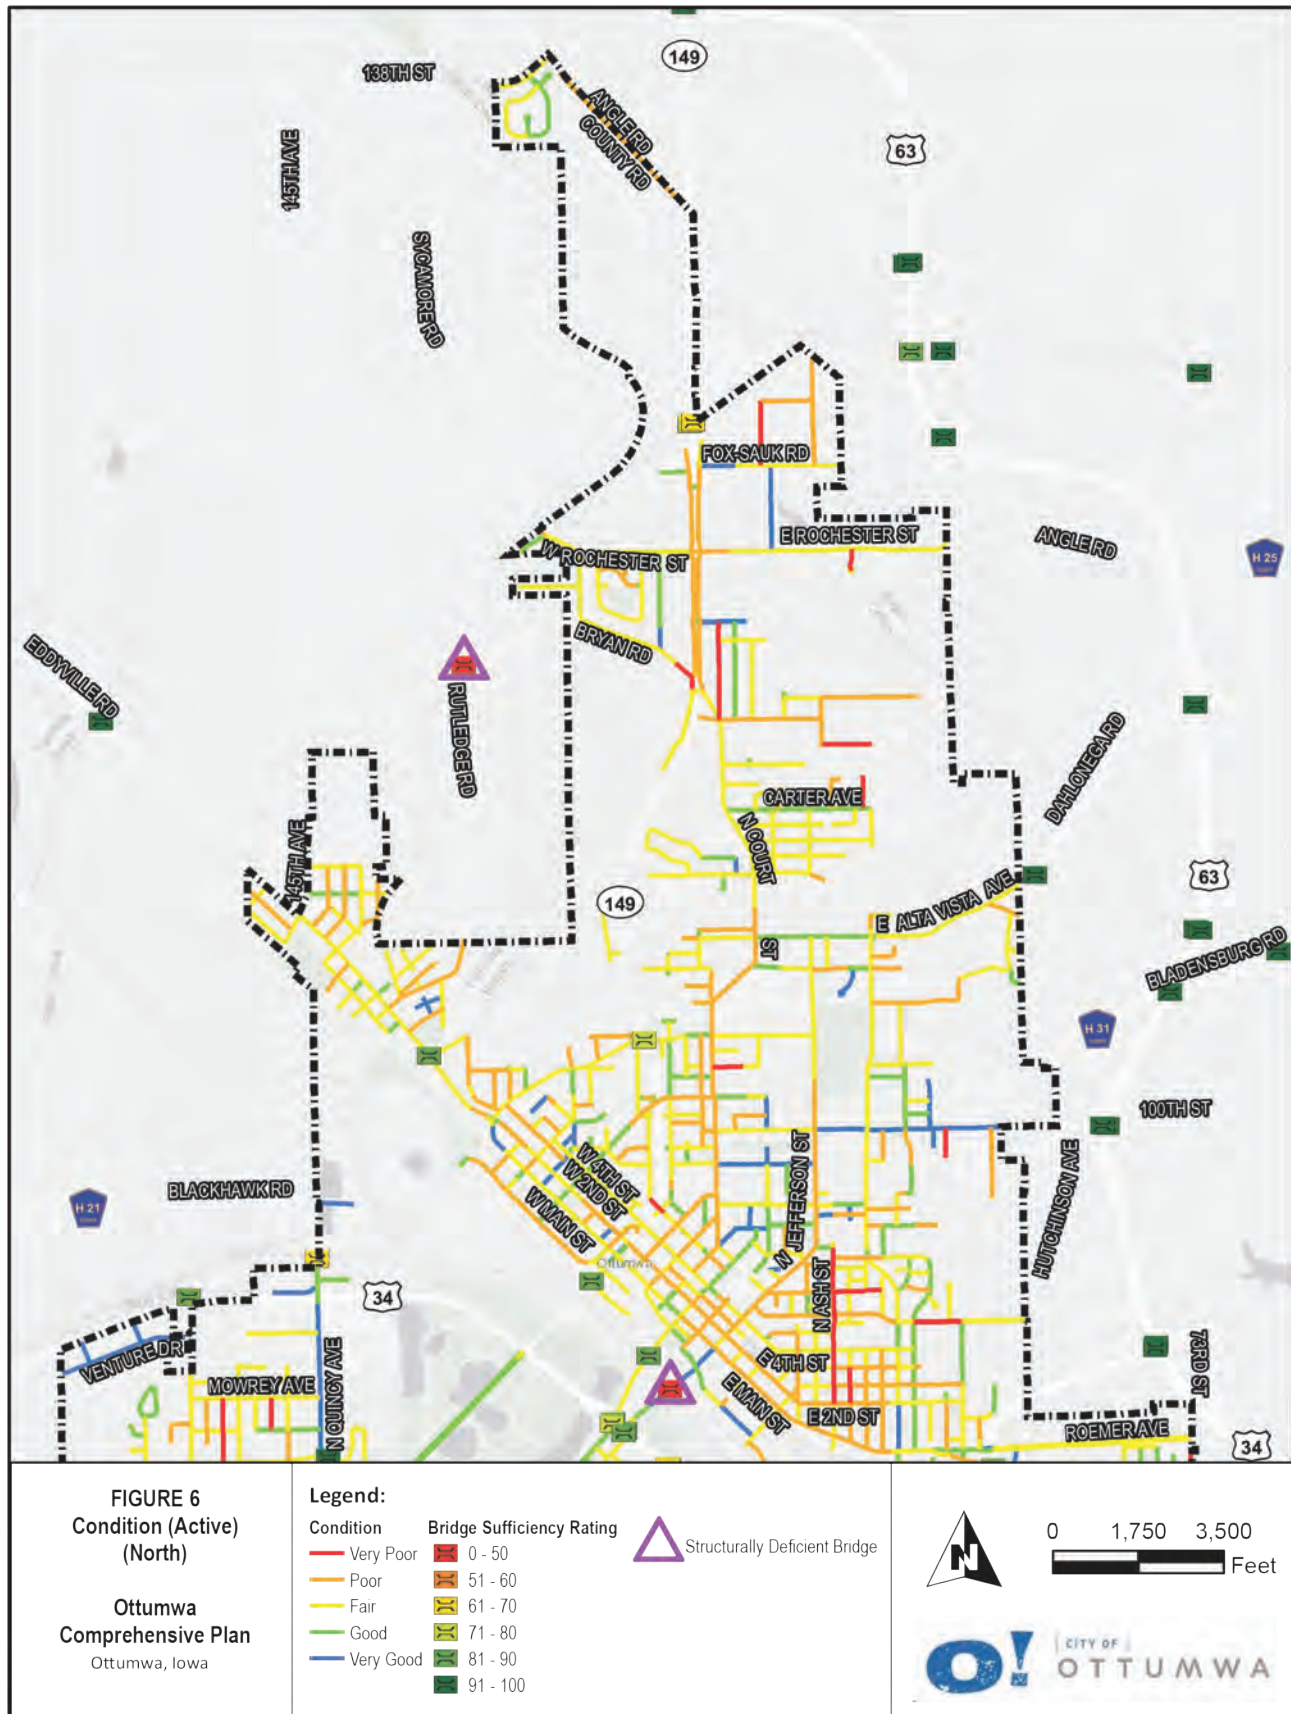 149
138TH ST
ANGLE RD
COUNTY RD
63
145TH AVE
SYCAMORE RD
FOX-SAUK RD
E ROCHESTER ST
W ROCHESTER ST
ANGLE RD
H 25
BRYAN RD
EDDYVILLE RD
RUTLEDGE RD
DAHLONEGA RD
CARTER AVE
N COURT
ST
145TH AVE
63
149
E ALTA VISTA AVE
BLADENSBURG RD
H 31
100TH ST
HUTCHINSON AVE
W 4TH ST
W 2ND ST
W MAIN ST
N JEFFERSON ST
BLACKHAWK RD
H 21
Ottumwa
34
N ASH ST
VENTURE DR
MOWREY AVE
N QUINCY AVE
E 4TH ST
E MAIN ST
E 2ND ST
73RD ST
ROEMER AVE
34
FIGURE 6
Condition (Active)
(North)
Ottumwa
Comprehensive Plan
Ottumwa, Iowa
Legend:
Condition
Very Poor
Poor
Fair
Good
Very Good
Bridge Sufficiency Rating
0 - 50
51 - 60
61 - 70
71 - 80
81 - 90
91 - 100
Structurally Deficient Bridge
N
0 1,750 3,500
Feet
O!
CITY OF
OTTUMWA